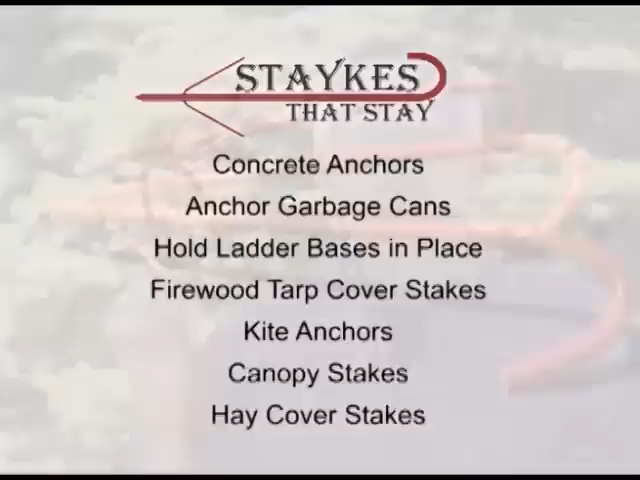 STAYKES
THAT STAY
Concrete Anchors
Anchor Garbage Cans
Hold Ladder Bases in Place
Firewood Tarp Cover Stakes
Kite Anchors
Canopy Stakes
Hay Cover Stakes